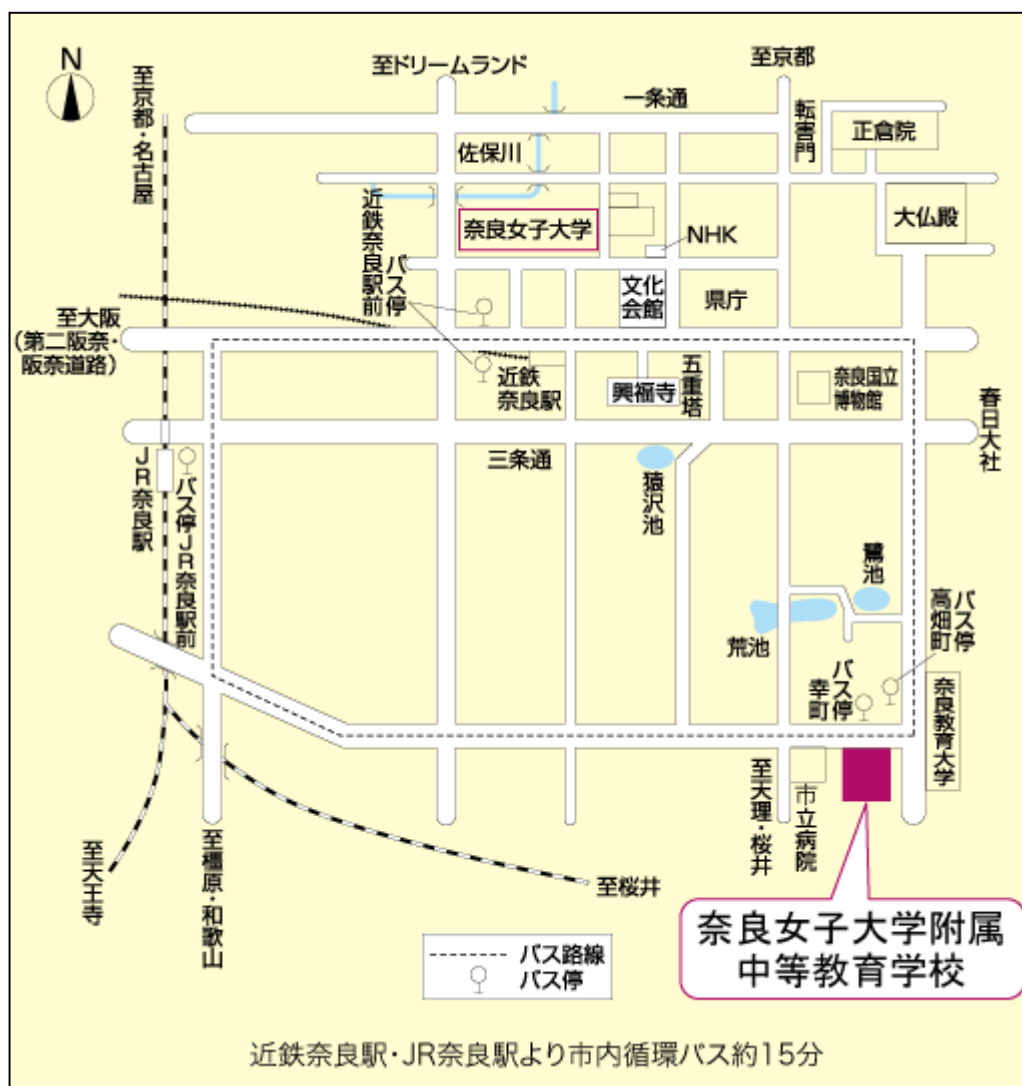 N
至ドリームランド
至京都
至京都・名古屋
一条通
転害門
正倉院
佐保川
大仏殿
奈良女子大学
近鉄奈良駅前
バス停
NHK
文化
会館
県庁
至大阪
(第二阪奈・
阪奈道路)
近鉄
奈良駅
興福寺
五重塔
奈良国立
博物館
春日大社
三条通
猿沢池
JR奈良駅
バス停JR奈良駅前
鷺池
荒池
バス停
高畑町
バス停
幸町
奈良教育大学
至天理・桜井
市立病院
至天王寺
至橿原・和歌山
至桜井
奈良女子大学附属
中等教育学校
バス路線
バス停
近鉄奈良駅・JR奈良駅より市内循環バス約15分